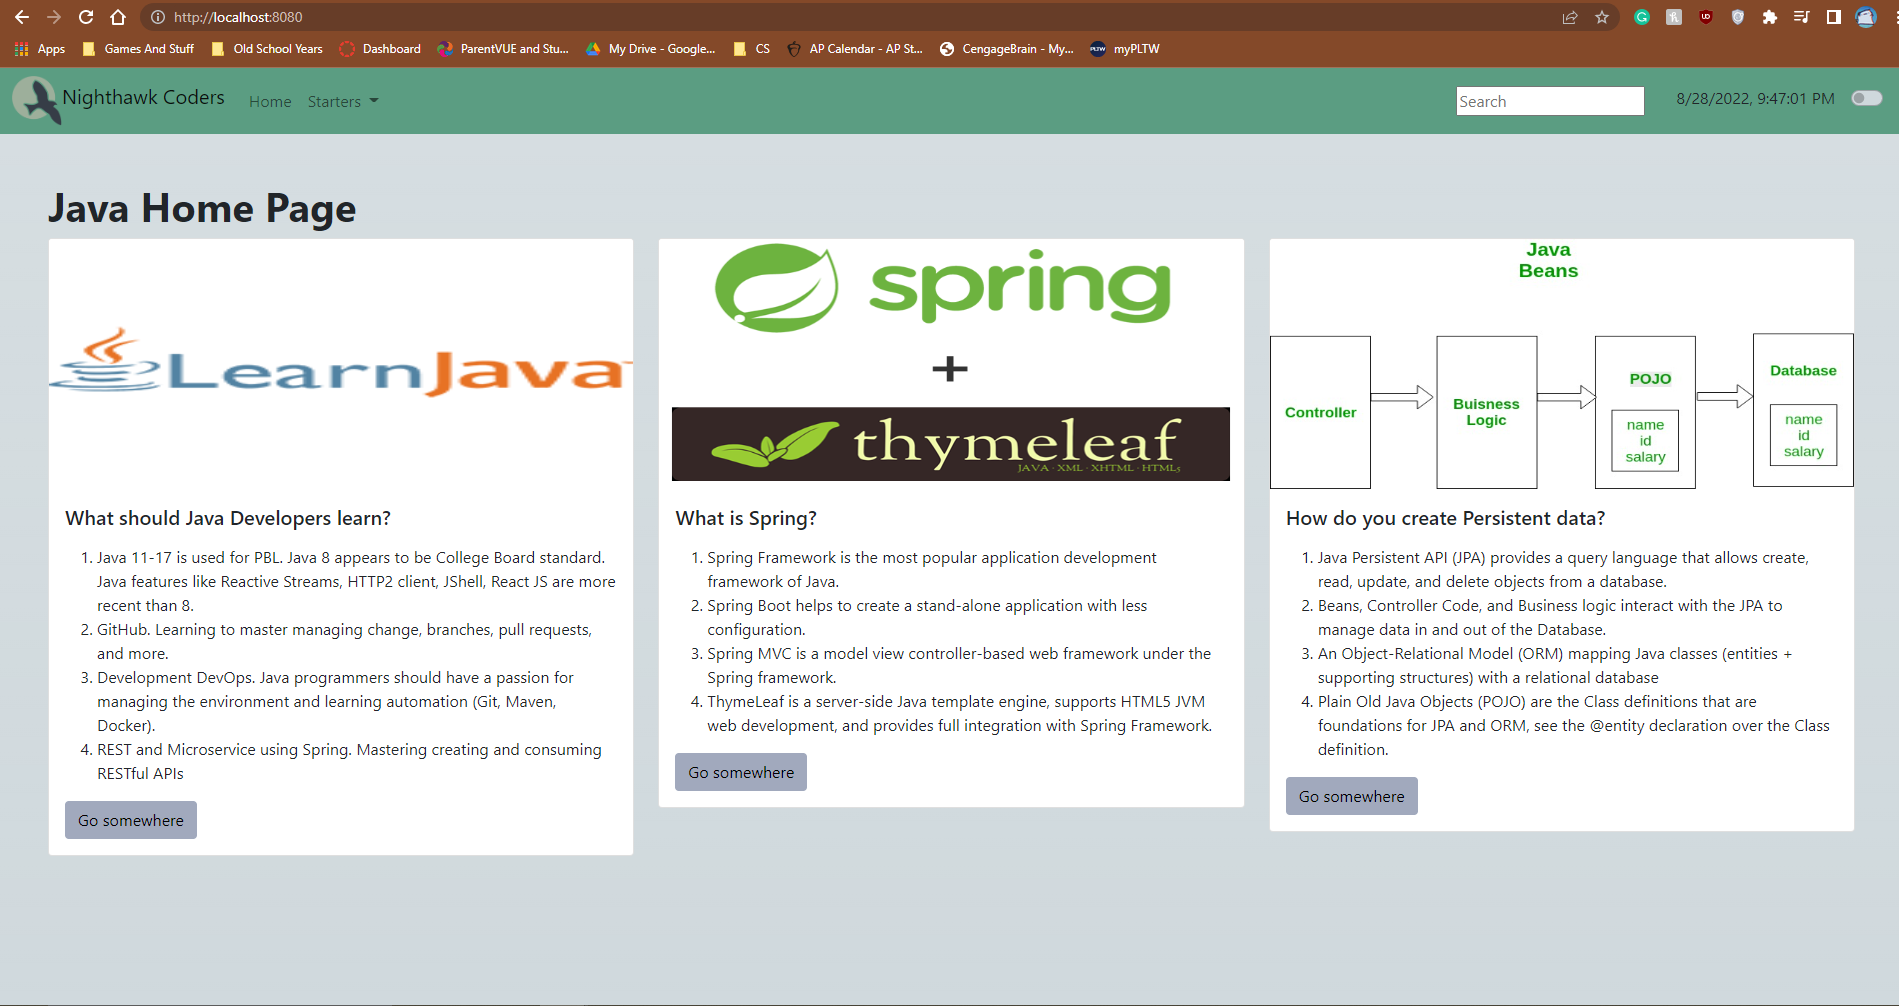 http://localhost:8080
Apps Games And Stuff Old School Years Dashboard ParentVUE and Stu... My Drive - Google... CS AP Calendar - AP St... CengageBrain - My... PLTW myPLTW
Nighthawk Coders Home Starters Search 8/28/2022, 9:47:01 PM
Java Home Page
LearnJava
What should Java Developers learn?
1. Java 11-17 is used for PBL. Java 8 appears to be College Board standard.
Java features like Reactive Streams, HTTP2 client, JShell, React JS are more
recent than 8.
2. GitHub. Learning to master managing change, branches, pull requests,
and more.
3. Development DevOps. Java programmers should have a passion for
managing the environment and learning automation (Git, Maven,
Docker).
4. REST and Microservice using Spring. Mastering creating and consuming
RESTful APIs
Go somewhere
spring
+
thymeleaf
JAVA · XML · XHTML · HTML5
What is Spring?
1. Spring Framework is the most popular application development
framework of Java.
2. Spring Boot helps to create a stand-alone application with less
configuration.
3. Spring MVC is a model view controller-based web framework under the
Spring framework.
4. ThymeLeaf is a server-side Java template engine, supports HTML5 JVM
web development, and provides full integration with Spring Framework.
Go somewhere
Java
Beans
Controller
Buisness
Logic
POJO
name
id
salary
Database
name
id
salary
How do you create Persistent data?
1. Java Persistent API (JPA) provides a query language that allows create,
read, update, and delete objects from a database.
2. Beans, Controller Code, and Business logic interact with the JPA to
manage data in and out of the Database.
3. An Object-Relational Model (ORM) mapping Java classes (entities +
supporting structures) with a relational database
4. Plain Old Java Objects (POJO) are the Class definitions that are
foundations for JPA and ORM, see the @entity declaration over the Class
definition.
Go somewhere